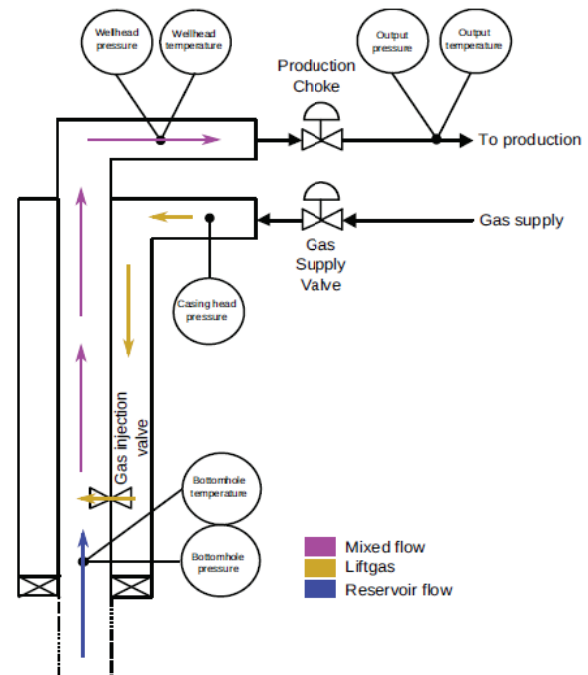 Wellhead
pressure
Wellhead
temperature
Output
pressure
Output
temperature
Production
Choke
To production
Gas supply
Gas
Supply
Valve
Casing head
pressure
Gas injection
valve
Bottomhole
temperature
Bottomhole
pressure
Mixed flow
Liftgas
Reservoir flow